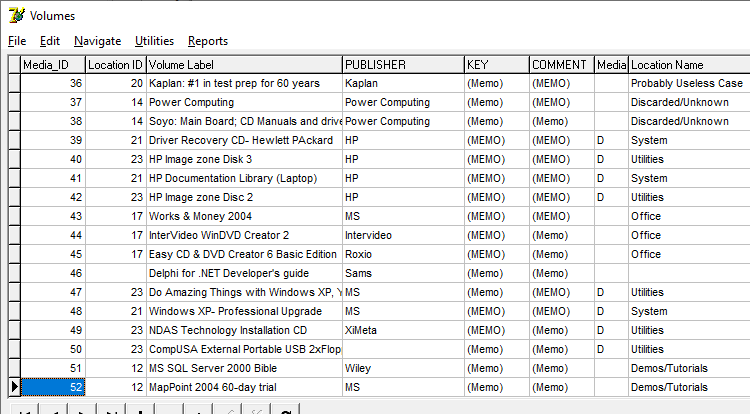 Volumes
File Edit Navigate Utilities Reports
Media_ID Location ID Volume Label PUBLISHER KEY COMMENT Media Location Name
36 20 Kaplan: #1 in test prep for 60 years Kaplan (Memo) (MEMO) Probably Useless Case
37 14 Power Computing Power Computing (Memo) (Memo) Discarded/Unknown
38 14 Soyo: Main Board; CD Manuals and drive Power Computing (Memo) (Memo) Discarded/Unknown
39 21 Driver Recovery CD- Hewlett PAckard HP (MEMO) (MEMO) D System
40 23 HP Image zone Disk 3 HP (MEMO) (MEMO) D Utilities
41 21 HP Documentation Library (Laptop) HP (MEMO) (MEMO) D System
42 23 HP Image zone Disc 2 HP (MEMO) (MEMO) D Utilities
43 17 Works & Money 2004 MS (MEMO) (MEMO) Office
44 17 InterVideo WinDVD Creator 2 Intervideo (MEMO) (MEMO) Office
45 17 Easy CD & DVD Creator 6 Basic Edition Roxio (MEMO) (Memo) Office
46 Delphi for .NET Developer's guide Sams (Memo) (Memo)
47 23 Do Amazing Things with Windows XP, Y MS (Memo) (Memo) D Utilities
48 21 Windows XP- Professional Upgrade MS (MEMO) (Memo) D System
49 23 NDAS Technology Installation CD XiMeta (MEMO) (Memo) D Utilities
50 23 CompUSA External Portable USB 2xFlop (Memo) (Memo) D Utilities
51 12 MS SQL Server 2000 Bible Wiley (Memo) (Memo) Demos/Tutorials
52 12 MapPoint 2004 60-day trial MS (Memo) (Memo) Demos/Tutorials